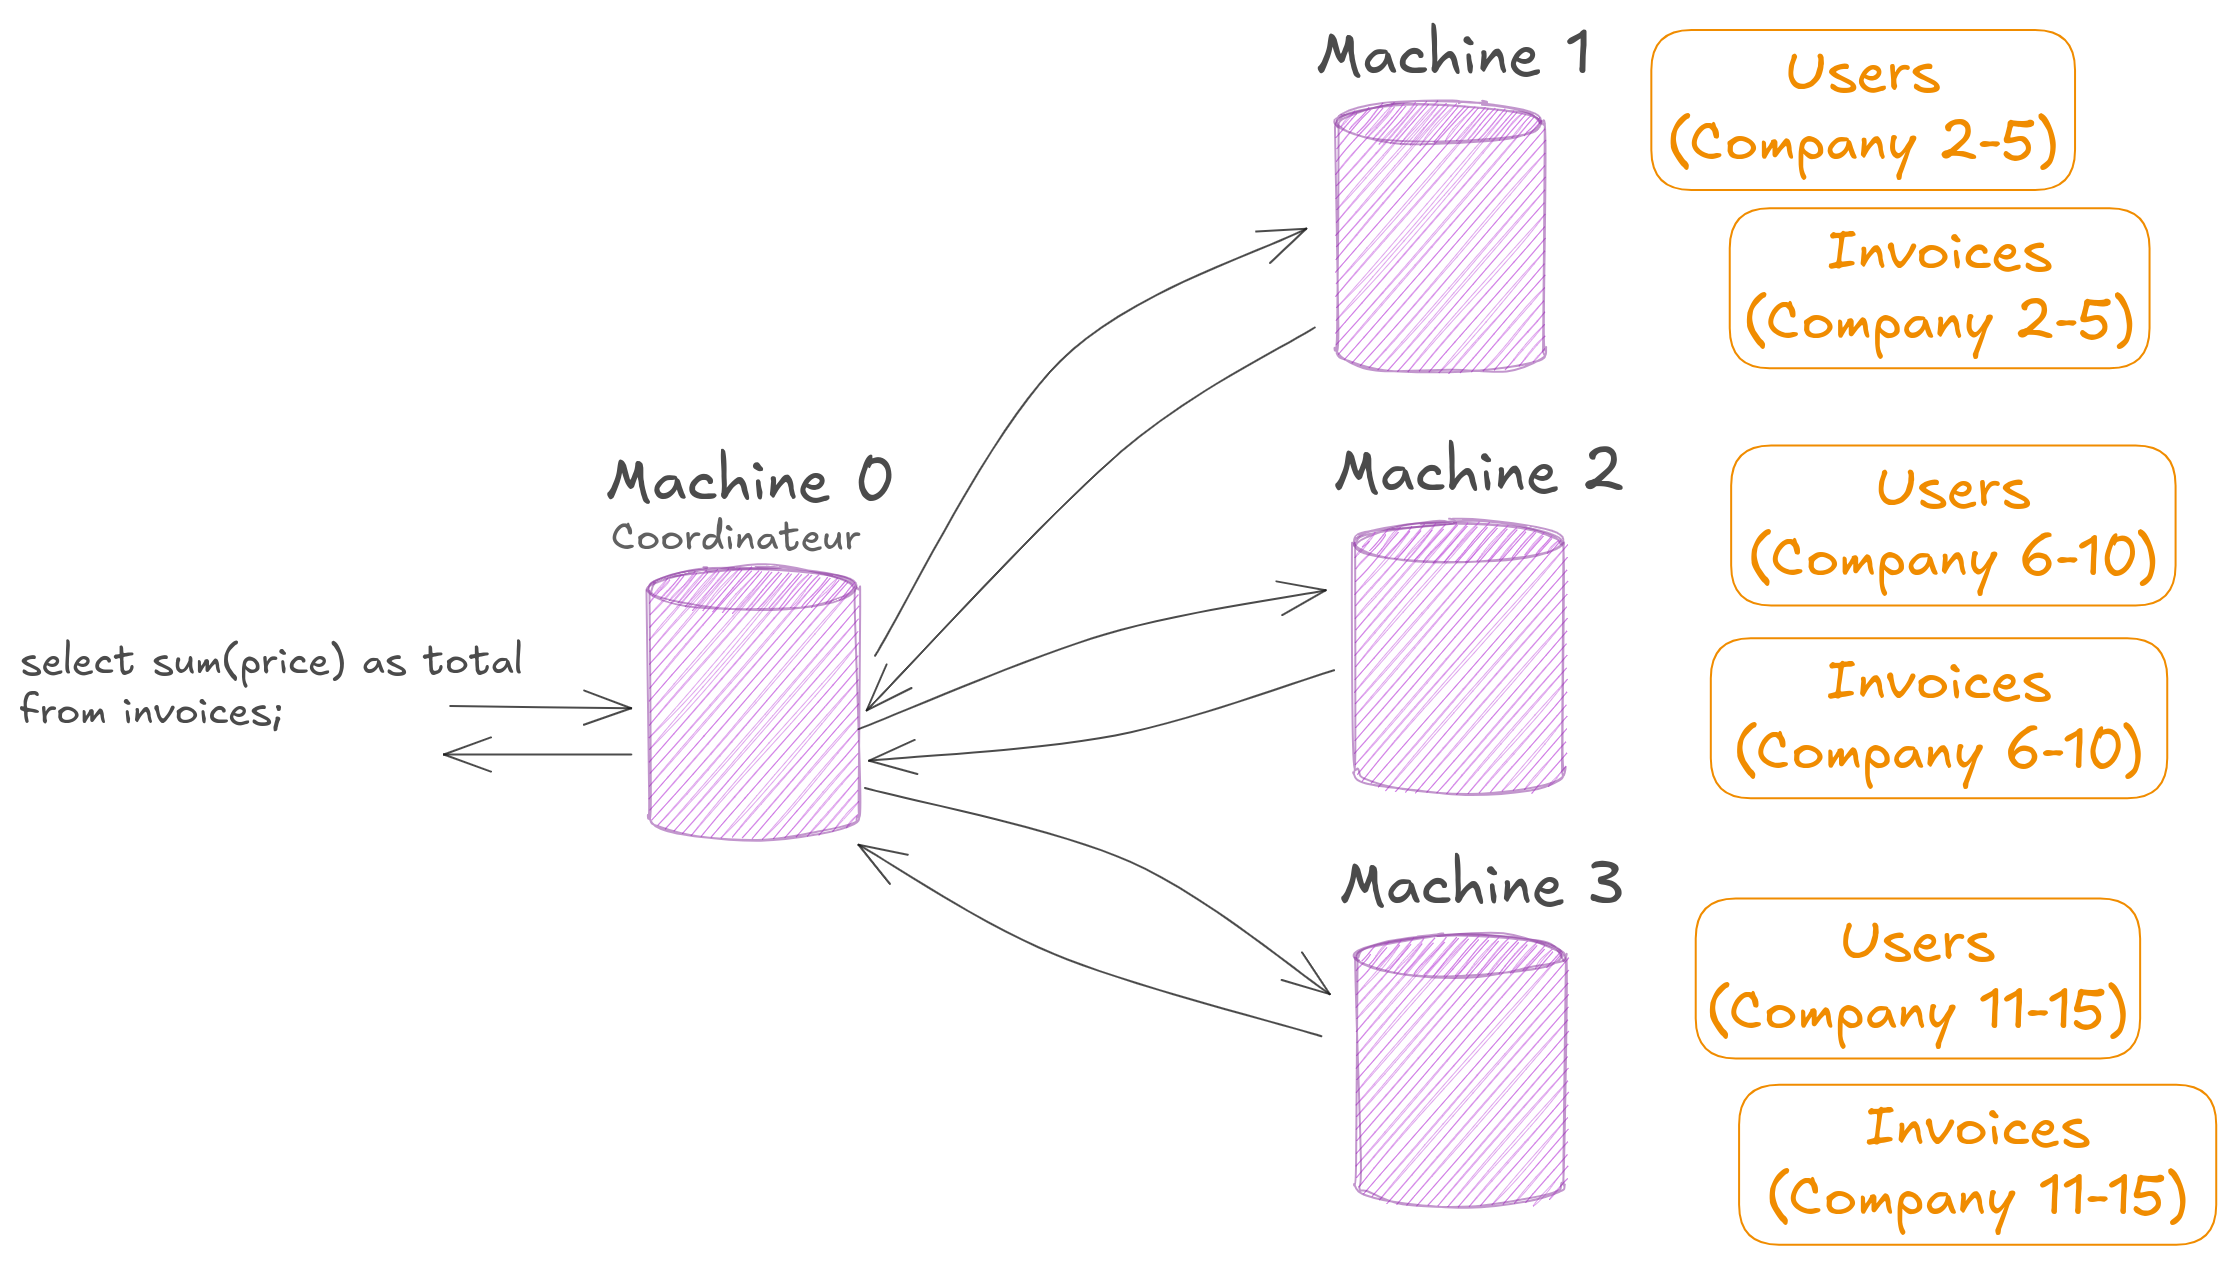 Machine 1
Users
(Company 2-5)
Invoices
(Company 2-5)
Machine 0
Coordinateur
select sum(price) as total
from invoices;
Machine 2
Users
(Company 6-10)
Invoices
(Company 6-10)
Machine 3
Users
(Company 11-15)
Invoices
(Company 11-15)